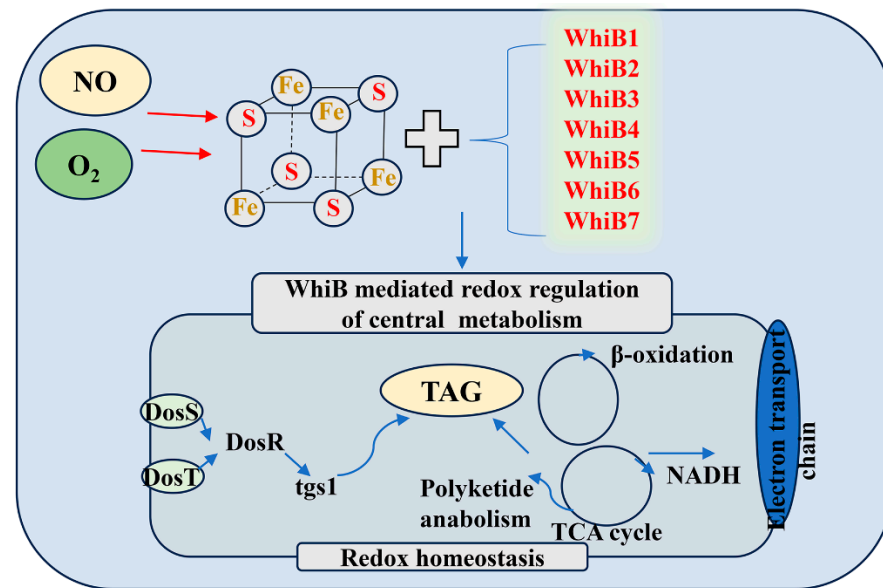 NO
O₂
Fe
S
S
Fe
S
Fe
Fe
S
WhiB1
WhiB2
WhiB3
WhiB4
WhiB5
WhiB6
WhiB7
WhiB mediated redox regulation
of central metabolism
DosS
DosT
DosR
tgs1
TAG
β-oxidation
Polyketide
anabolism
TCA cycle
NADH
Electron transport
chain
Redox homeostasis